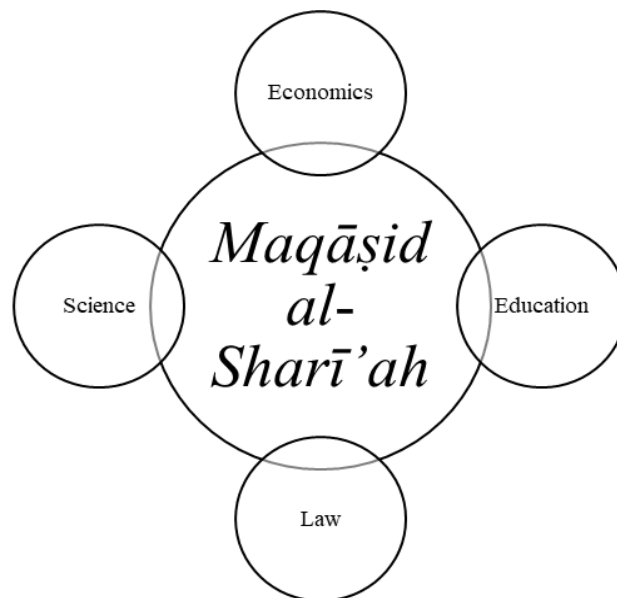 Economics
Maqāṣid
al-
Sharī’ah
Science
Education
Law